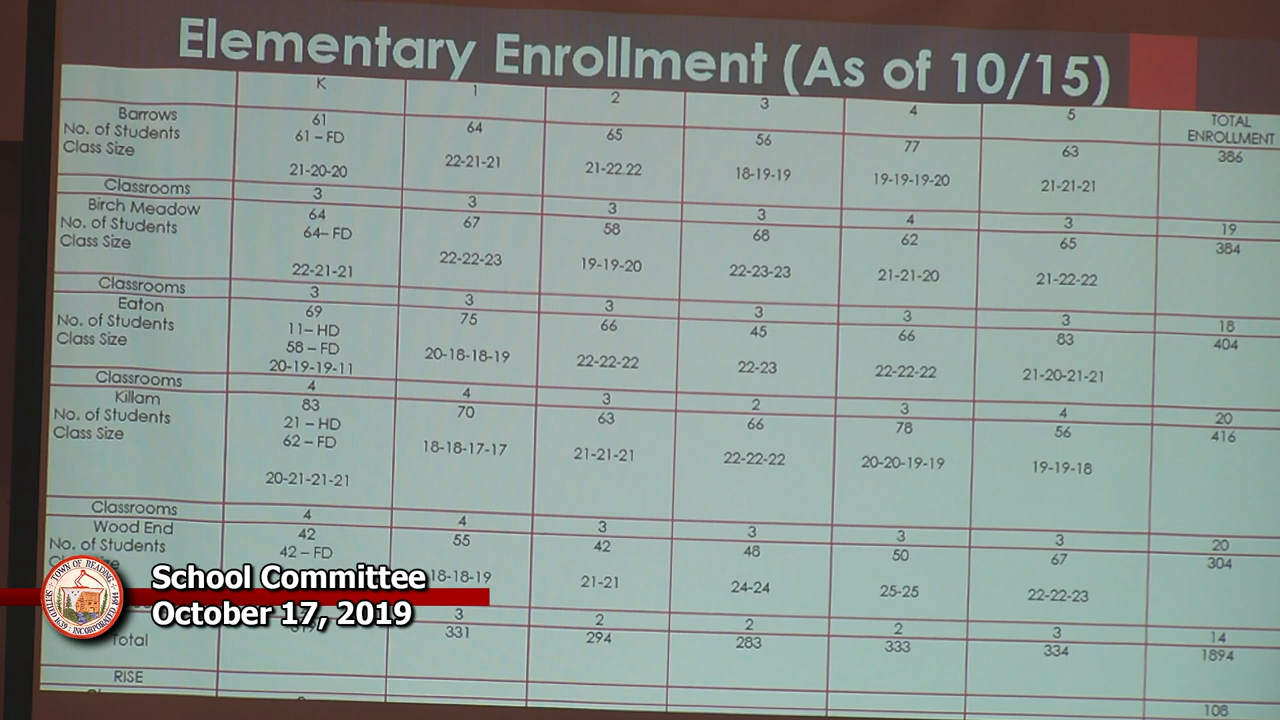 Elementary Enrollment (As of 10/15)
K 1 2 3 4 5 TOTAL ENROLLMENT
Barrows 61 64 65 56 77 63 386
No. of Students 61 – FD
Class Size 21-20-20 22-21-21 21-22.22 18-19-19 19-19-19-20 21-21-21
Classrooms 3 3 3 3 4 3 19
Birch Meadow 64 67 58 68 62 65 384
No. of Students 64– FD
Class Size 22-21-21 22-22-23 19-19-20 22-23-23 21-21-20 21-22-22
Classrooms 3 3 3 3 3 3 18
Eaton 69 75 66 45 66 83 404
No. of Students 11– HD
Class Size 58 – FD
20-19-19-11 20-18-18-19 22-22-22 22-23 22-22-22 21-20-21-21
Classrooms 4 4 3 2 3 4 20
Killam 83 70 63 66 78 56 416
No. of Students 21 – HD
Class Size 62 – FD
20-21-21-21 18-18-17-17 21-21-21 22-22-22 20-20-19-19 19-19-18
Classrooms 4 4 3 3 3 3 20
Wood End 42 55 42 48 50 67 304
No. of Students 42 – FD
18-18-19 21-21 24-24 25-25 22-22-23
3 2 2 2 3 14
Total 331 294 283 333 334 1894
RISE
108
TOWN OF READING
SETTLED 1639 · INCORPORATED 1644
School Committee
October 17, 2019